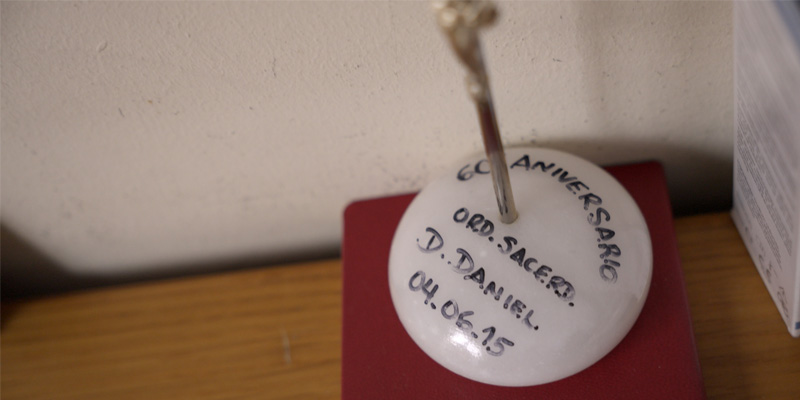 60 ANIVERSARIO
ORD. SACERD.
D. DANIEL
04.06.15